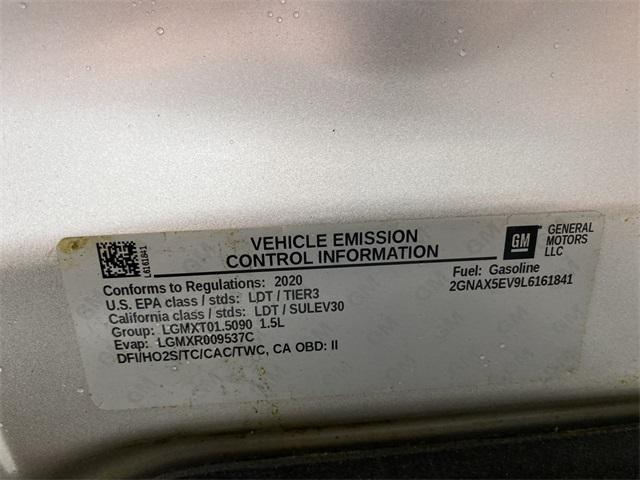 VEHICLE EMISSION
CONTROL INFORMATION
GM
GENERAL
MOTORS
LLC
L6161841
Conforms to Regulations: 2020
U.S. EPA class / stds: LDT / TIER3
California class / stds: LDT / SULEV30
Group: LGMXT01.5090 1.5L
Evap: LGMXR009537C
DFI/HO2S/TC/CAC/TWC, CA OBD: II
Fuel: Gasoline
2GNAX5EV9L6161841